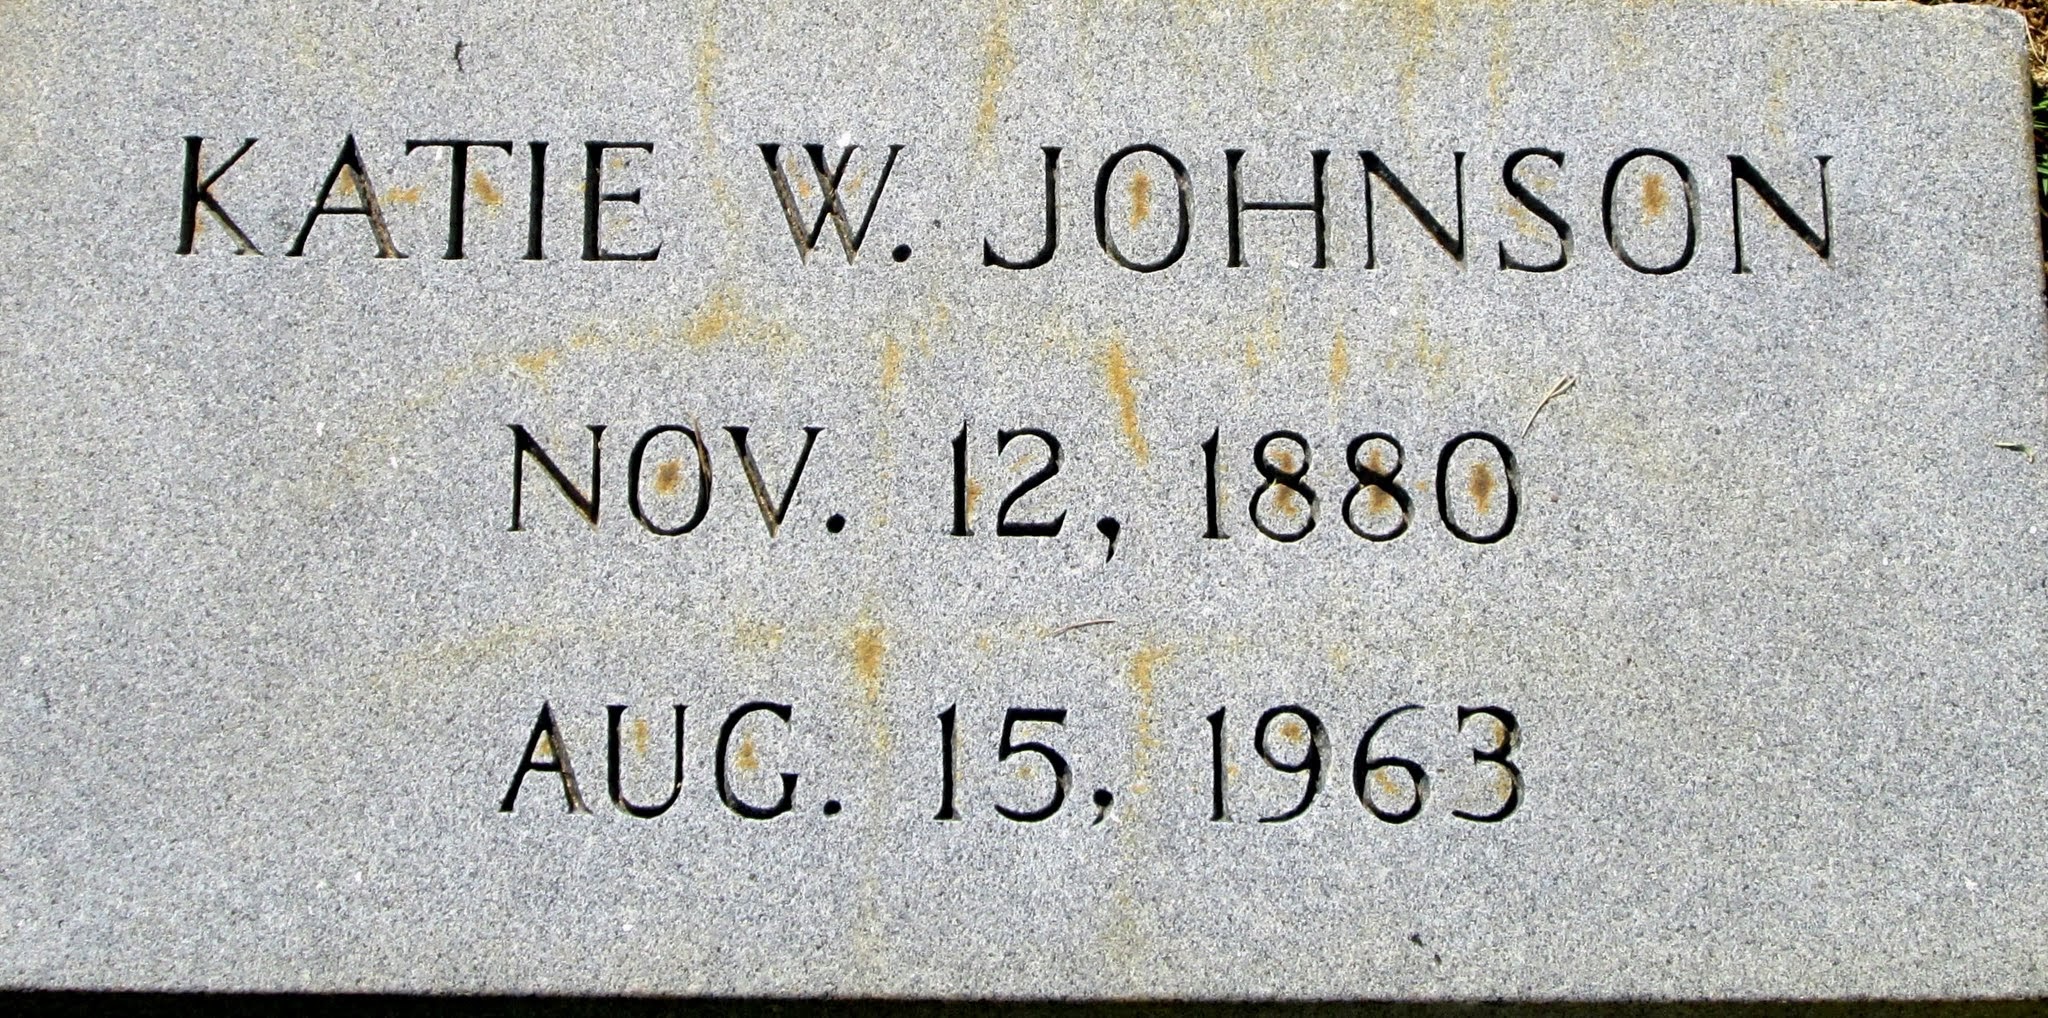 KATIE W. JOHNSON
NOV. 12, 1880
AUG. 15, 1963